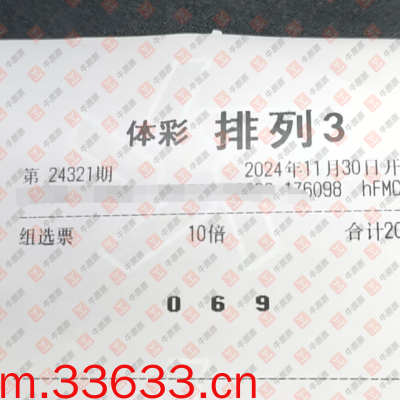 体彩 排列3
第 24321期 2024年11月30日开
176098 hFMC
组选票 10倍 合计20
0 6 9
m.33633.cn